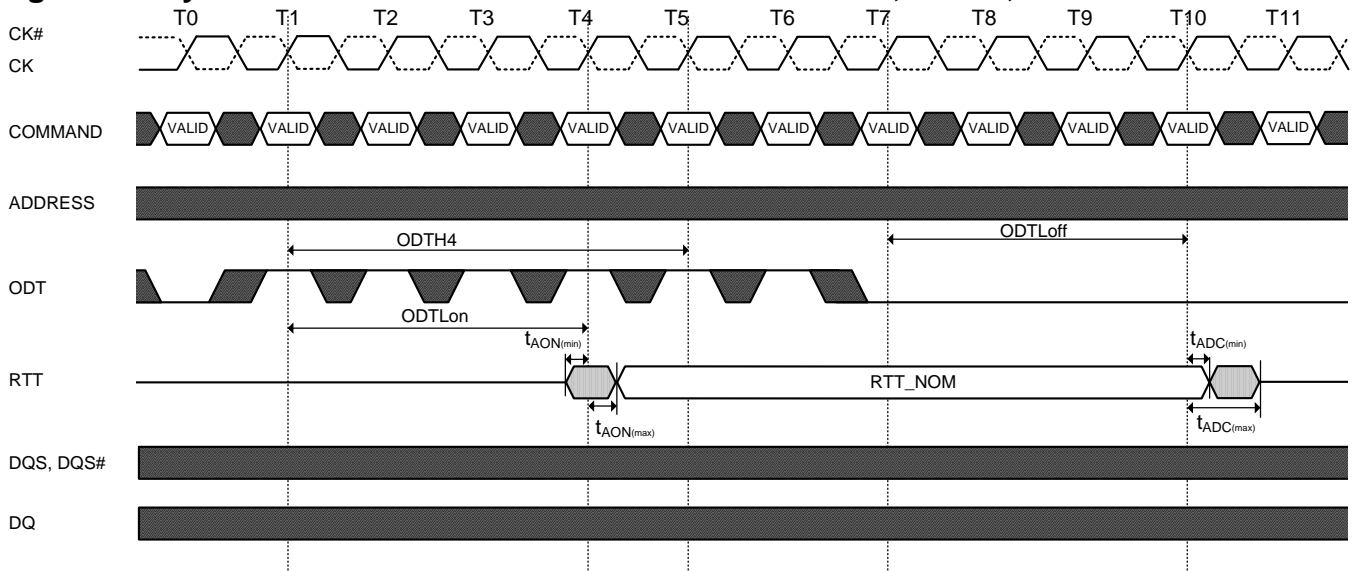 T0 T1 T2 T3 T4 T5 T6 T7 T8 T9 T10 T11
CK#
CK
COMMAND VALID VALID VALID VALID VALID VALID VALID VALID VALID VALID VALID VALID
ADDRESS
ODTH4 ODTLoff
ODT
ODTLon
tAON(min) tADC(min)
RTT RTT_NOM
tAON(max) tADC(max)
DQS, DQS#
DQ